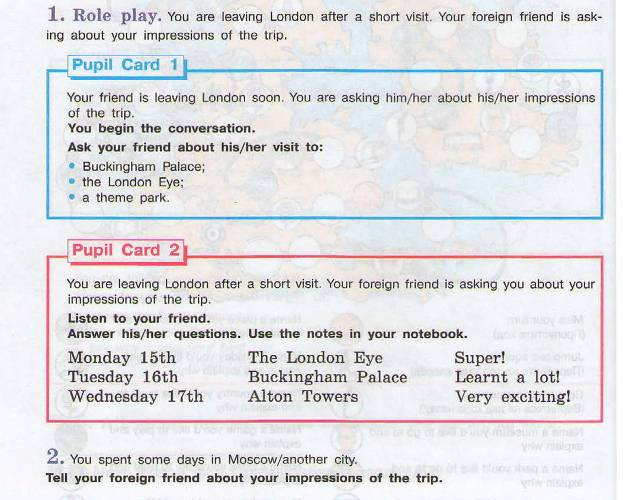 1. Role play. You are leaving London after a short visit. Your foreign friend is ask-
ing about your impressions of the trip.
Pupil Card 1
Your friend is leaving London soon. You are asking him/her about his/her impressions
of the trip.
You begin the conversation.
Ask your friend about his/her visit to:
• Buckingham Palace;
• the London Eye;
• a theme park.
Pupil Card 2
You are leaving London after a short visit. Your foreign friend is asking you about your
impressions of the trip.
Listen to your friend.
Answer his/her questions. Use the notes in your notebook.
Monday 15th The London Eye Super!
Tuesday 16th Buckingham Palace Learnt a lot!
Wednesday 17th Alton Towers Very exciting!
2. You spent some days in Moscow/another city.
Tell your foreign friend about your impressions of the trip.